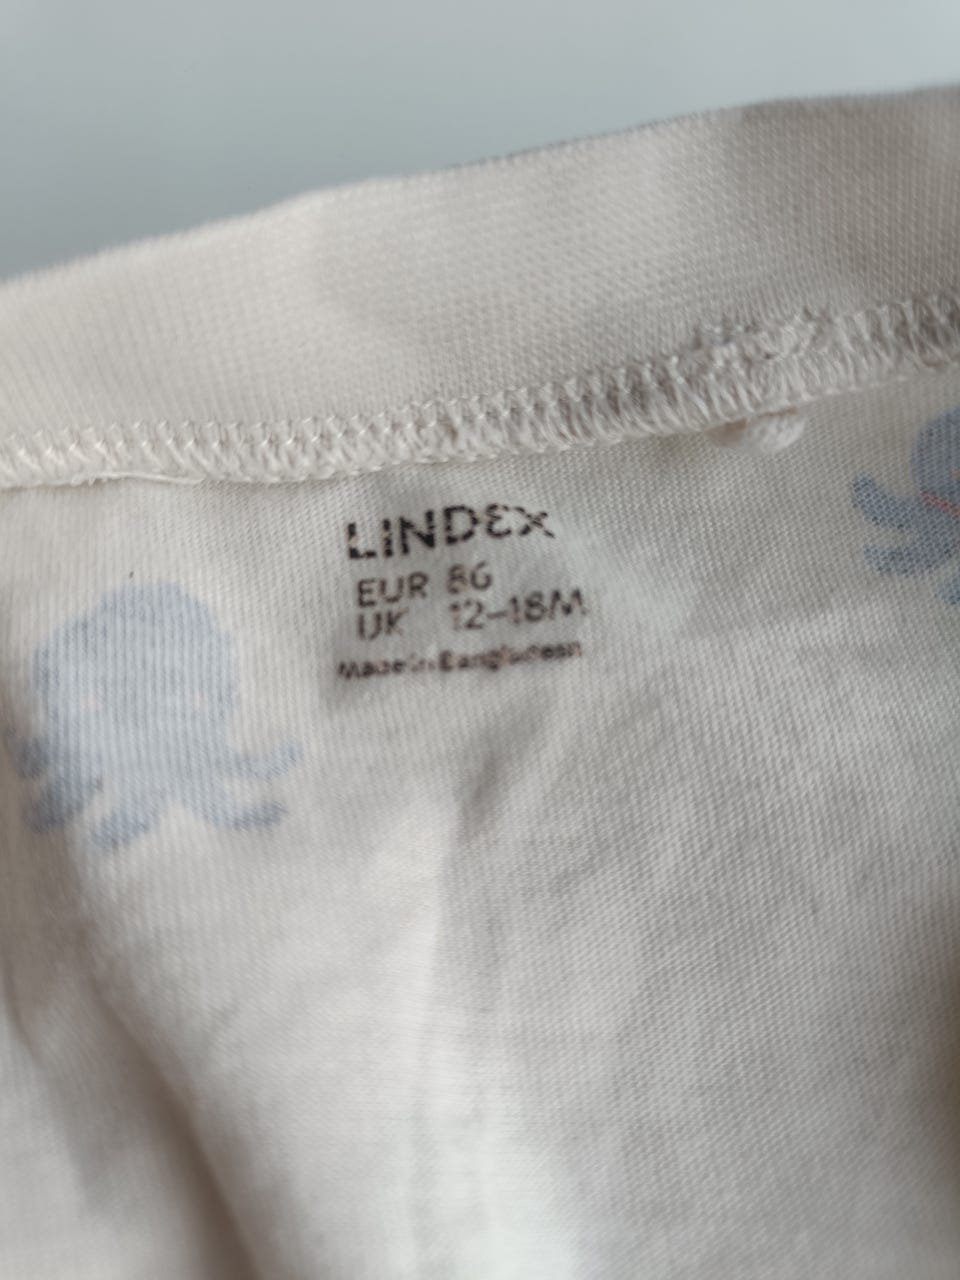 LINDEX
EUR 86
UK 12-18M
Made in Bangladesh